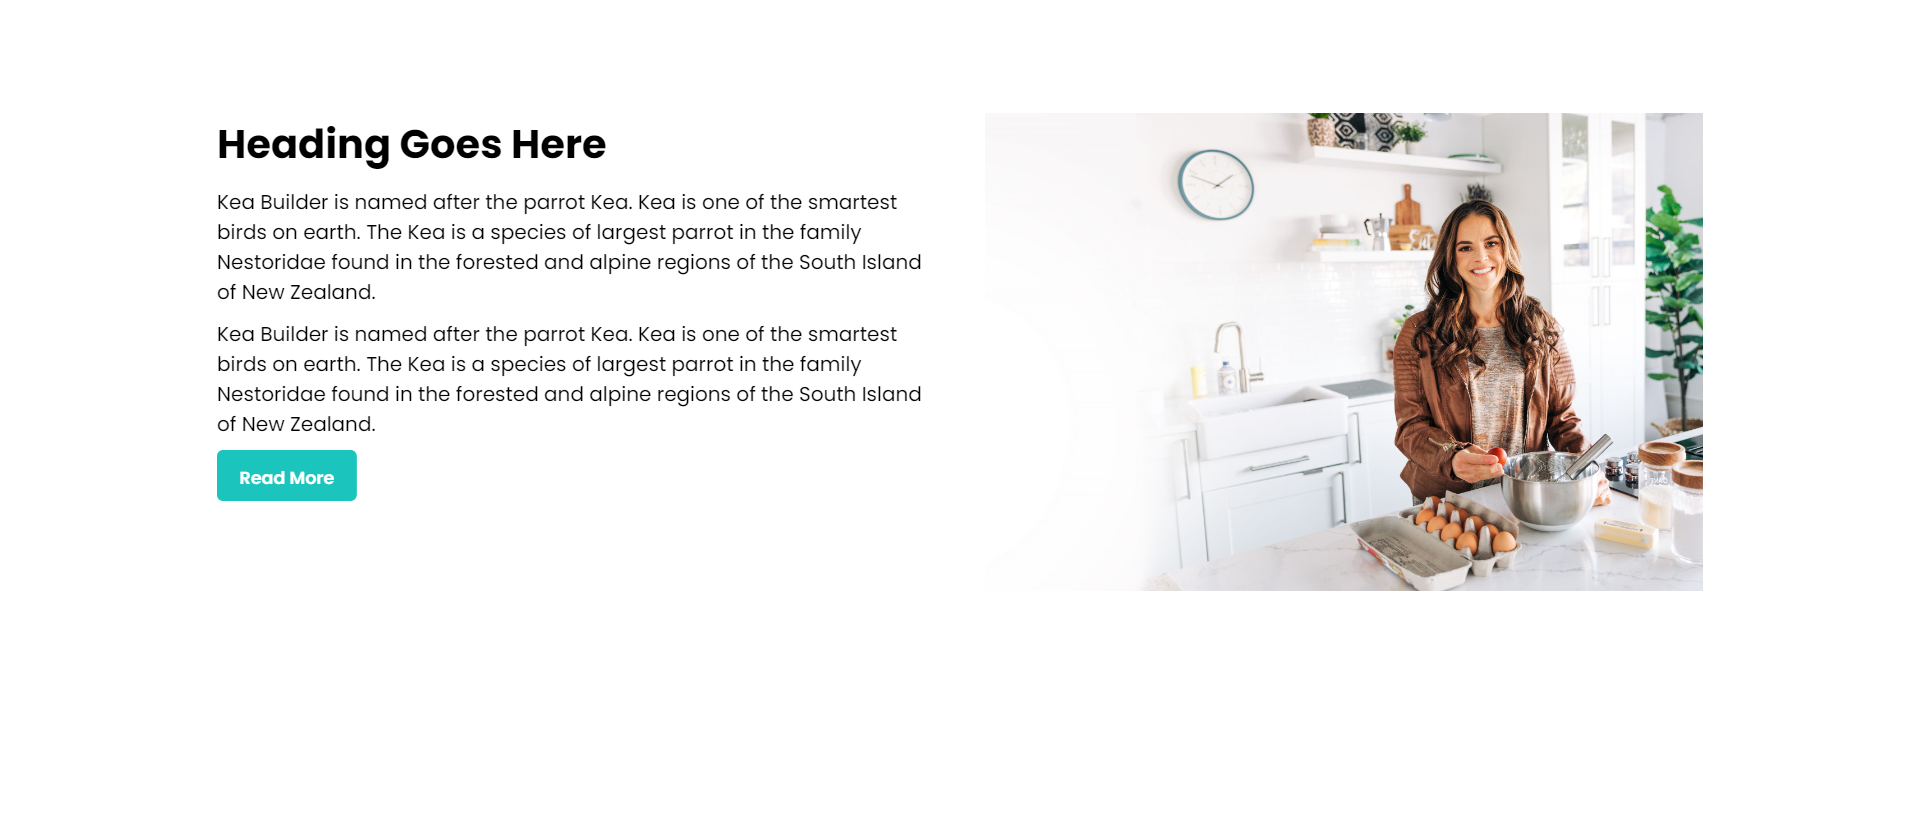 Heading Goes Here
Kea Builder is named after the parrot Kea. Kea is one of the smartest
birds on earth. The Kea is a species of largest parrot in the family
Nestoridae found in the forested and alpine regions of the South Island
of New Zealand.
Kea Builder is named after the parrot Kea. Kea is one of the smartest
birds on earth. The Kea is a species of largest parrot in the family
Nestoridae found in the forested and alpine regions of the South Island
of New Zealand.
Read More